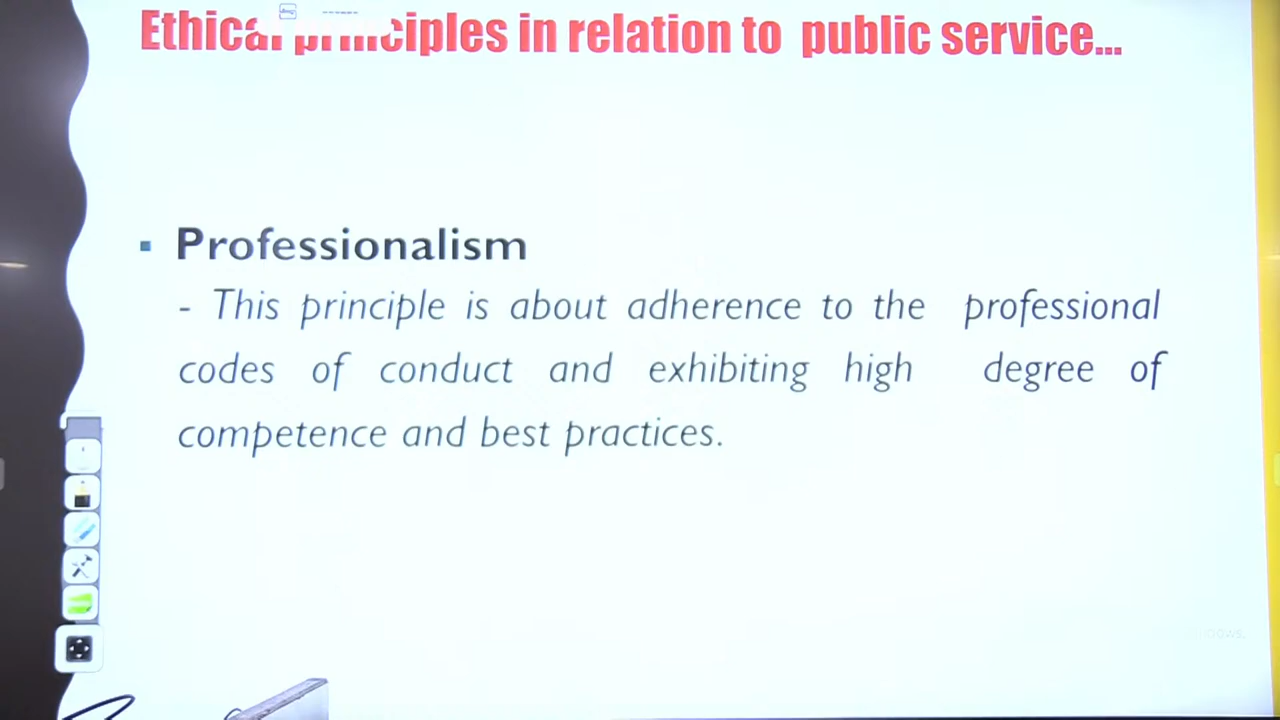 Ethical principles in relation to public service...
▪ Professionalism
- This principle is about adherence to the professional
codes of conduct and exhibiting high degree of
competence and best practices.